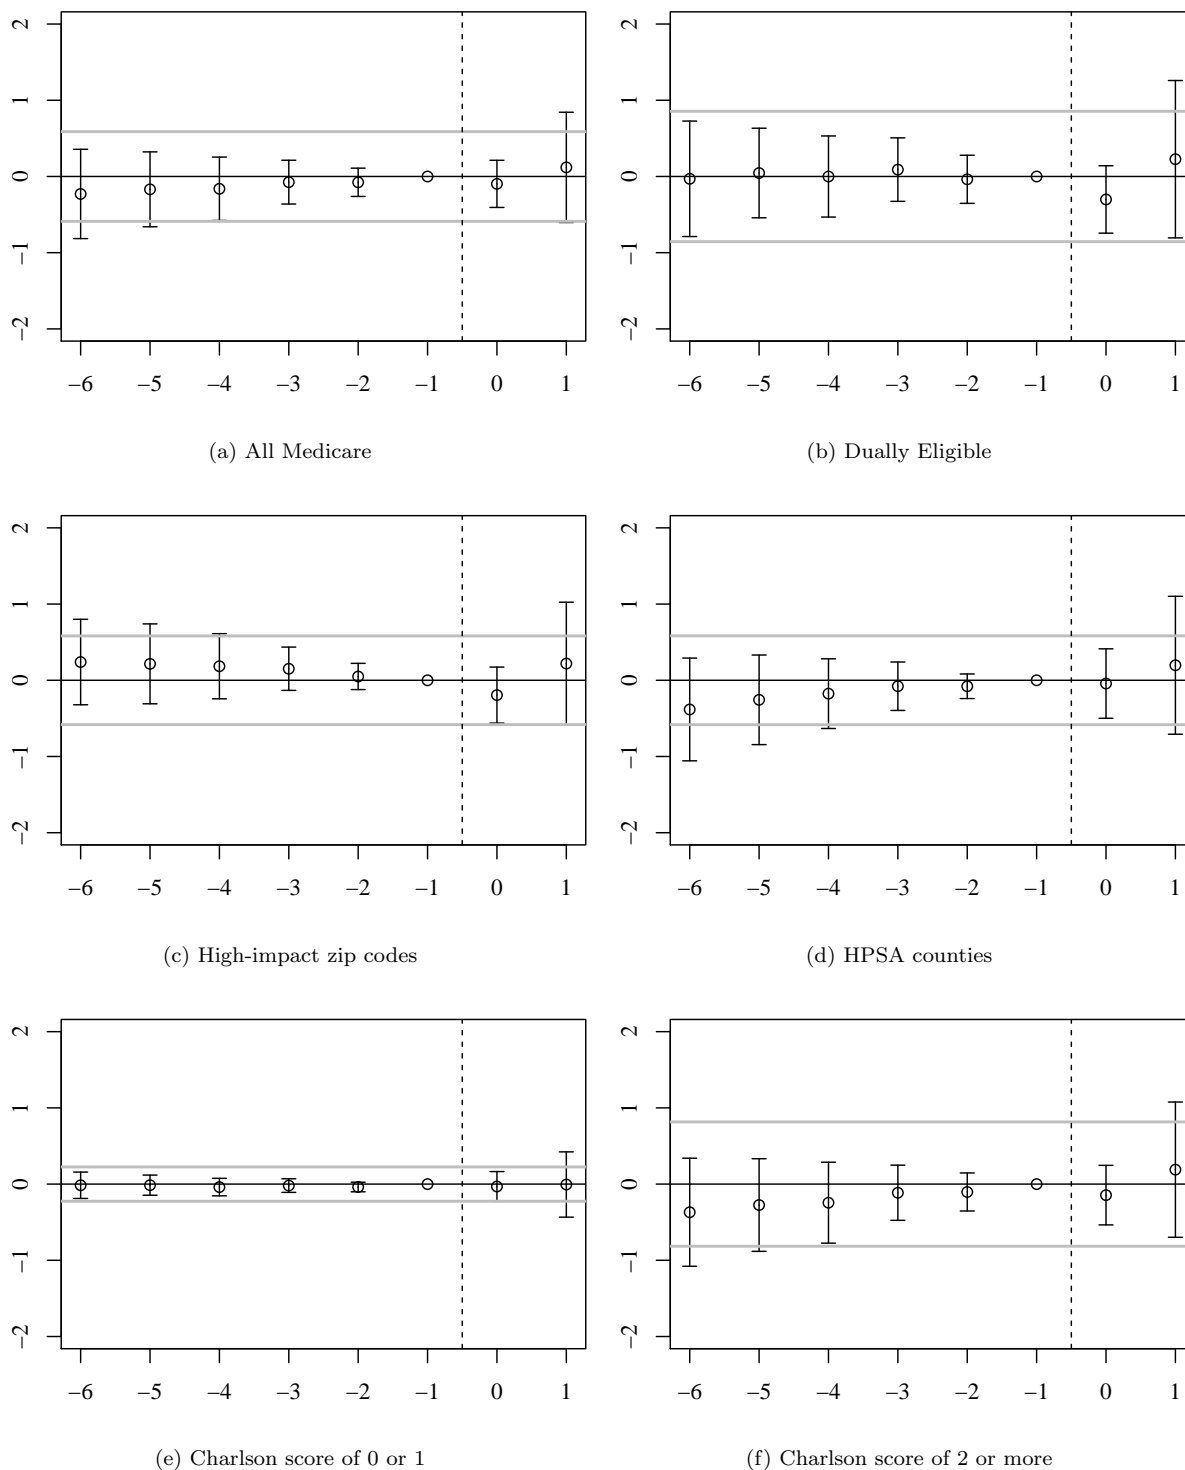 2
1
0
−1
−2
−6 −5 −4 −3 −2 −1 0 1
(a) All Medicare
2
1
0
−1
−2
−6 −5 −4 −3 −2 −1 0 1
(b) Dually Eligible
2
1
0
−1
−2
−6 −5 −4 −3 −2 −1 0 1
(c) High-impact zip codes
2
1
0
−1
−2
−6 −5 −4 −3 −2 −1 0 1
(d) HPSA counties
2
1
0
−1
−2
−6 −5 −4 −3 −2 −1 0 1
(e) Charlson score of 0 or 1
2
1
0
−1
−2
−6 −5 −4 −3 −2 −1 0 1
(f) Charlson score of 2 or more